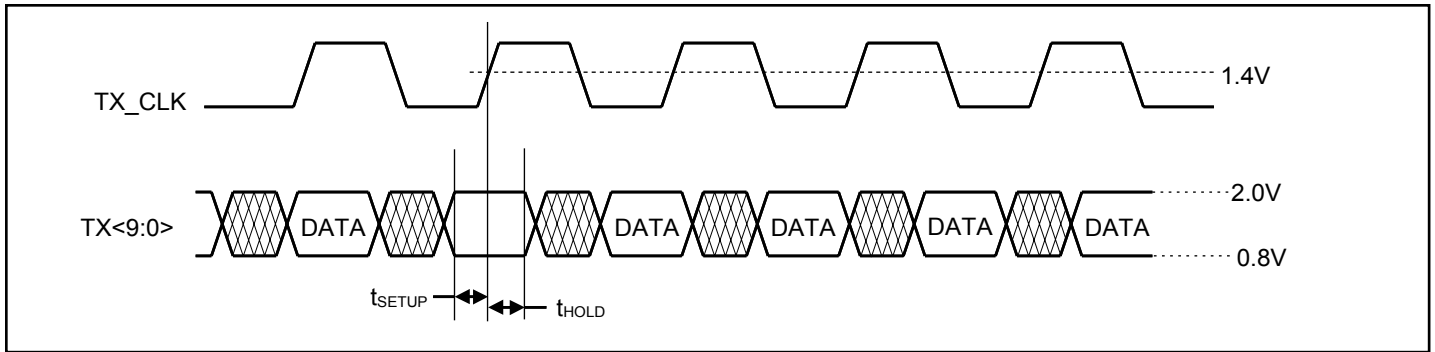 TX_CLK
1.4V
2.0V
TX<9:0>
DATA
DATA
DATA
DATA
DATA
0.8V
tSETUP
tHOLD